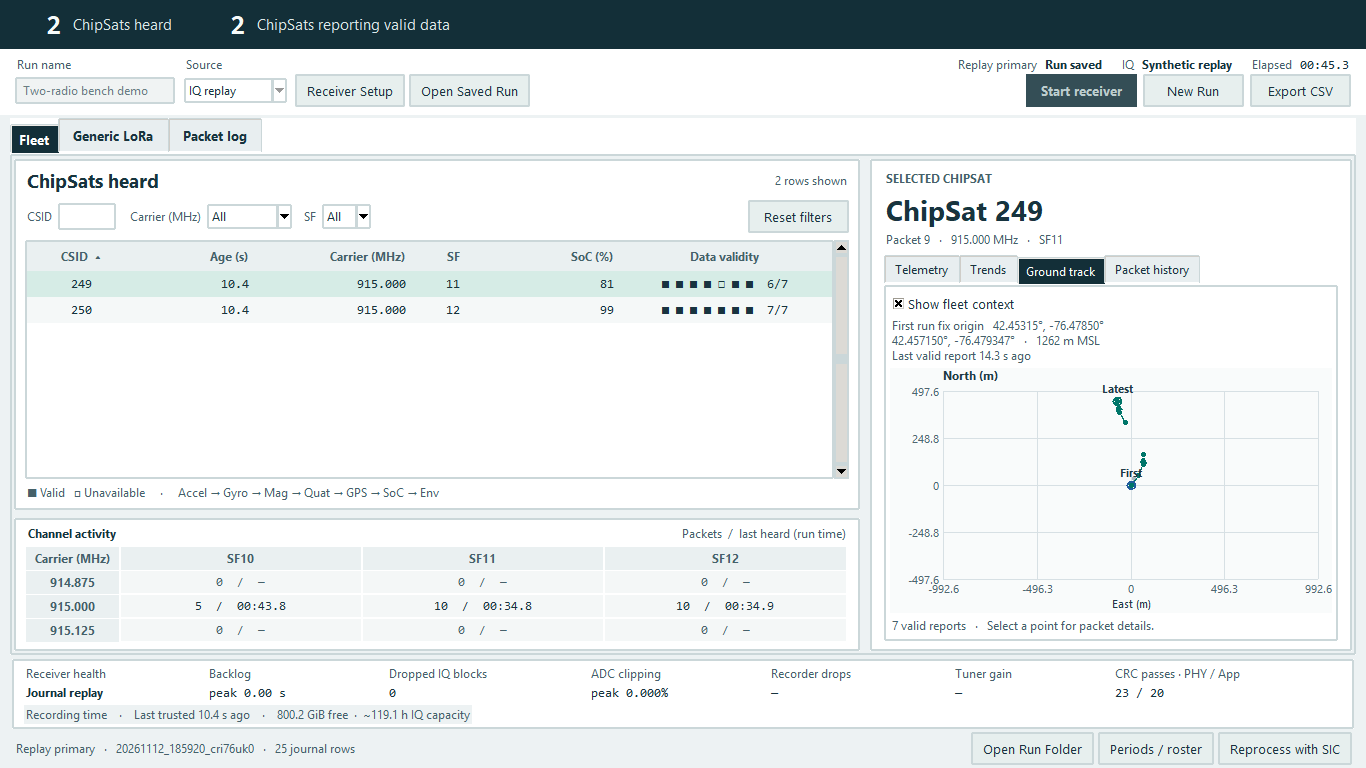 2 ChipSats heard 2 ChipSats reporting valid data
Run name Source Replay primary Run saved IQ Synthetic replay Elapsed 00:45.3
Two-radio bench demo IQ replay Receiver Setup Open Saved Run Start receiver New Run Export CSV
Fleet Generic LoRa Packet log
ChipSats heard 2 rows shown
CSID Carrier (MHz) All SF All Reset filters
CSID Age (s) Carrier (MHz) SF SoC (%) Data validity
249 10.4 915.000 11 81 ■ ■ ■ ■ □ ■ ■ 6/7
250 10.4 915.000 12 99 ■ ■ ■ ■ ■ ■ ■ 7/7
■ Valid □ Unavailable · Accel → Gyro → Mag → Quat → GPS → SoC → Env
Channel activity Packets / last heard (run time)
Carrier (MHz) SF10 SF11 SF12
914.875 0 / — 0 / — 0 / —
915.000 5 / 00:43.8 10 / 00:34.8 10 / 00:34.9
915.125 0 / — 0 / — 0 / —
SELECTED CHIPSAT
ChipSat 249
Packet 9 · 915.000 MHz · SF11
Telemetry Trends Ground track Packet history
Show fleet context
First run fix origin 42.45315°, -76.47850°
42.457150°, -76.479347° · 1262 m MSL
Last valid report 14.3 s ago
North (m)
Latest
497.6
248.8
First
0
-248.8
-497.6
-992.6 -496.3 0 496.3 992.6
East (m)
7 valid reports · Select a point for packet details.
Receiver health Backlog Dropped IQ blocks ADC clipping Recorder drops Tuner gain CRC passes · PHY / App
Journal replay peak 0.00 s 0 peak 0.000% — — 23 / 20
Recording time · Last trusted 10.4 s ago · 800.2 GiB free · ~119.1 h IQ capacity
Replay primary · 20261112_185920_cri76uk0 · 25 journal rows Open Run Folder Periods / roster Reprocess with SIC